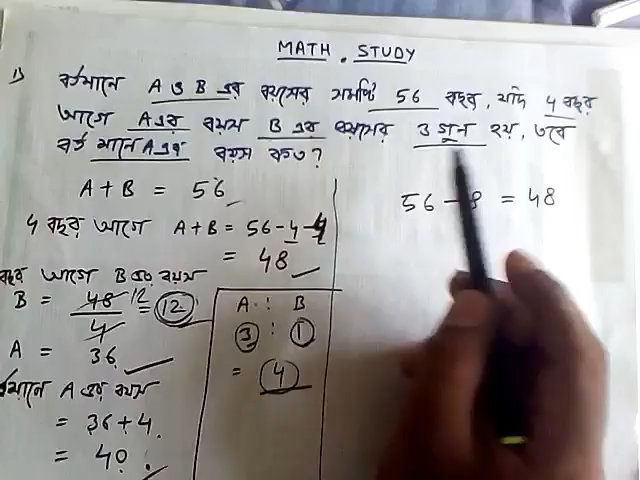 MATH . STUDY
1) বর্তমানে A ও B এর বয়সের সমষ্টি 56 বছর, যদি 4 বছর
আগে A এর বয়স B এর বয়সের 3 গুন হয়, তবে
বর্তমানে A এর বয়স কত?
A + B = 56
4 বছর আগে A + B = 56 - 4 - 4
= 48
বছর আগে B এর বয়স
B = 48/4 12 = 12
A = 36
বর্তমানে A এর বয়স
= 36 + 4
= 40
A : B
3 : 1
= 4
56 - 8 = 48